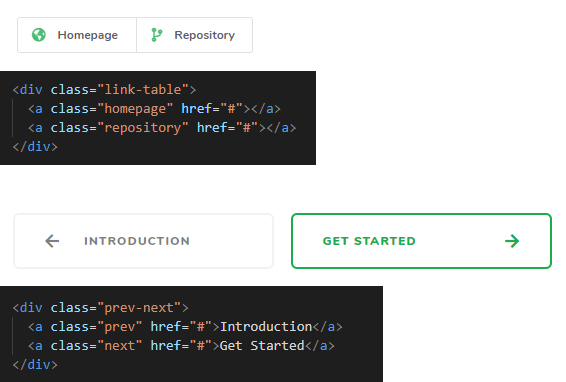 Homepage Repository
<div class="link-table">
<a class="homepage" href="#"></a>
<a class="repository" href="#"></a>
</div>
INTRODUCTION GET STARTED
<div class="prev-next">
<a class="prev" href="#">Introduction</a>
<a class="next" href="#">Get Started</a>
</div>